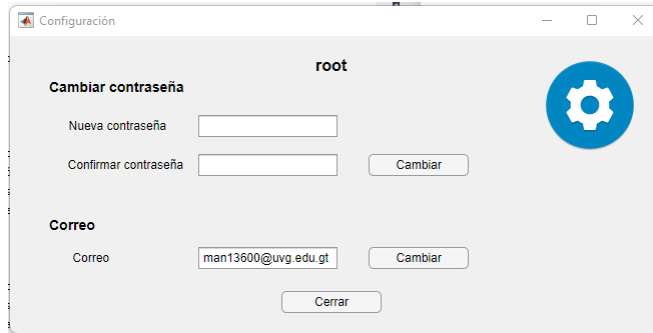 Configuración
root
Cambiar contraseña
Nueva contraseña
Confirmar contraseña Cambiar
Correo
Correo man13600@uvg.edu.gt Cambiar
Cerrar